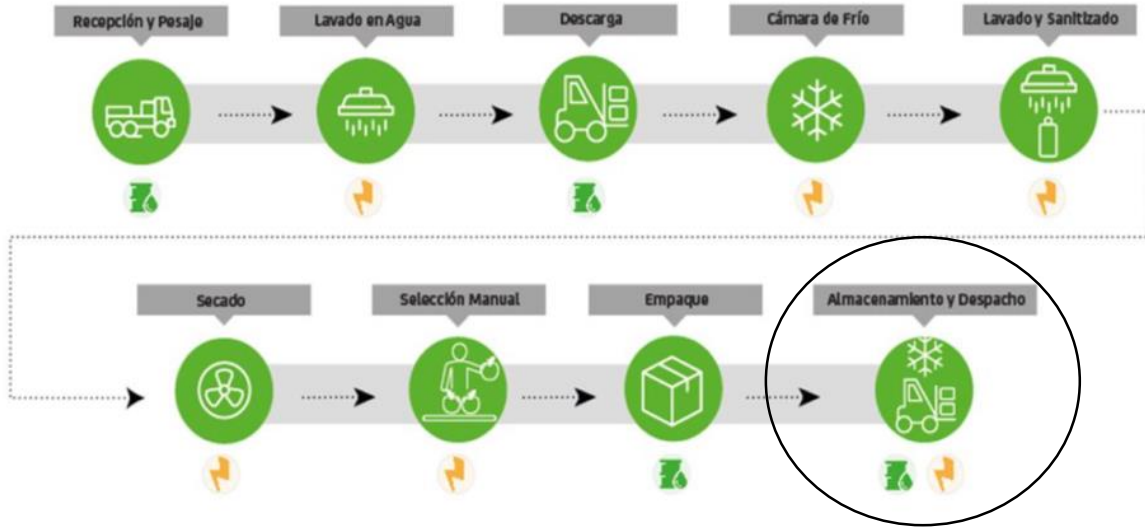 Recepción y Pesaje
Lavado en Agua
Descarga
Cámara de Frío
Lavado y Sanitizado
Secado
Selección Manual
Empaque
Almacenamiento y Despacho